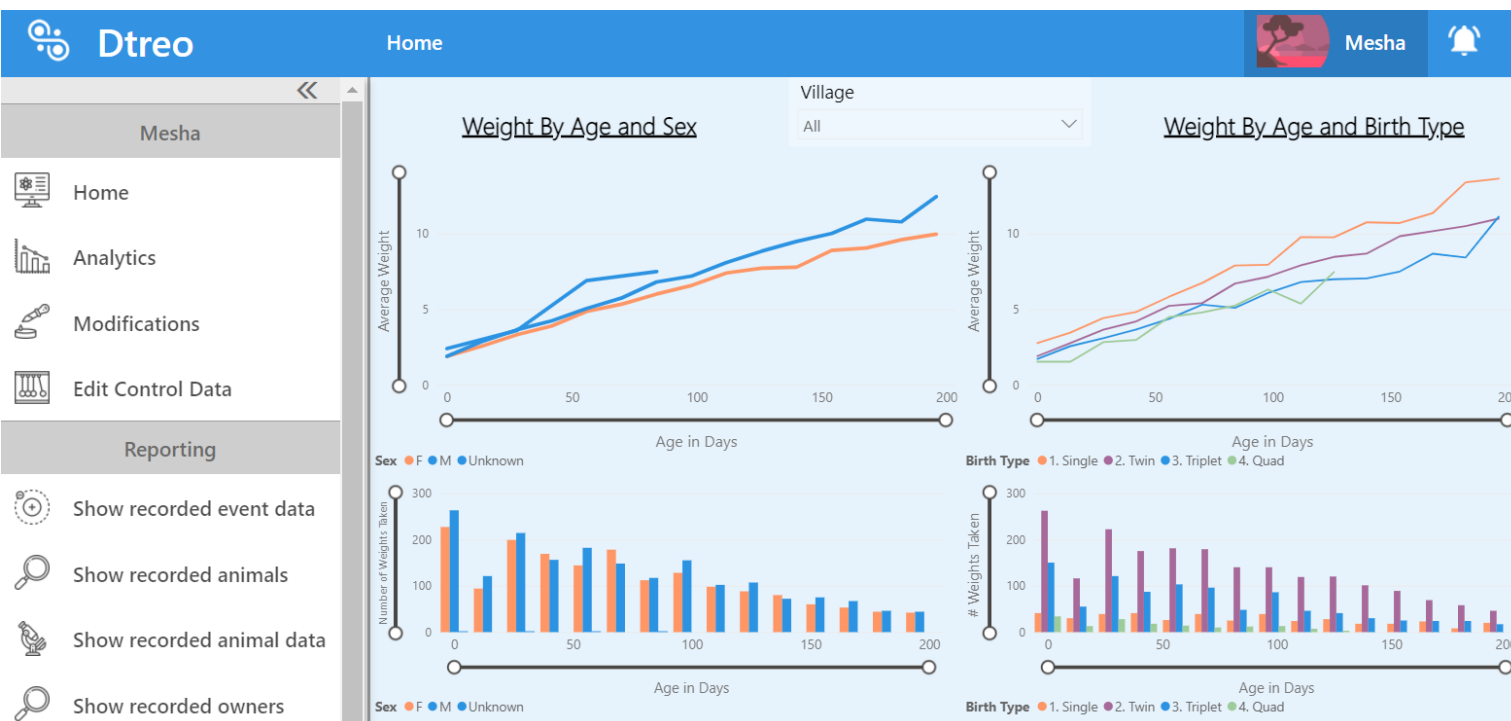 Dtreo
Home
Mesha
Mesha
Home
Analytics
Modifications
Edit Control Data
Reporting
Show recorded event data
Show recorded animals
Show recorded animal data
Show recorded owners
Village
All
Weight By Age and Sex
Average Weight
10
5
0
0 50 100 150 200
Age in Days
Sex F M Unknown
Number of Weights Taken
300
200
100
0
0 50 100 150 200
Age in Days
Sex F M Unknown
Weight By Age and Birth Type
Average Weight
10
5
0
0 50 100 150 20
Age in Days
Birth Type 1. Single 2. Twin 3. Triplet 4. Quad
# Weights Taken
300
200
100
0
0 50 100 150 20
Age in Days
Birth Type 1. Single 2. Twin 3. Triplet 4. Quad